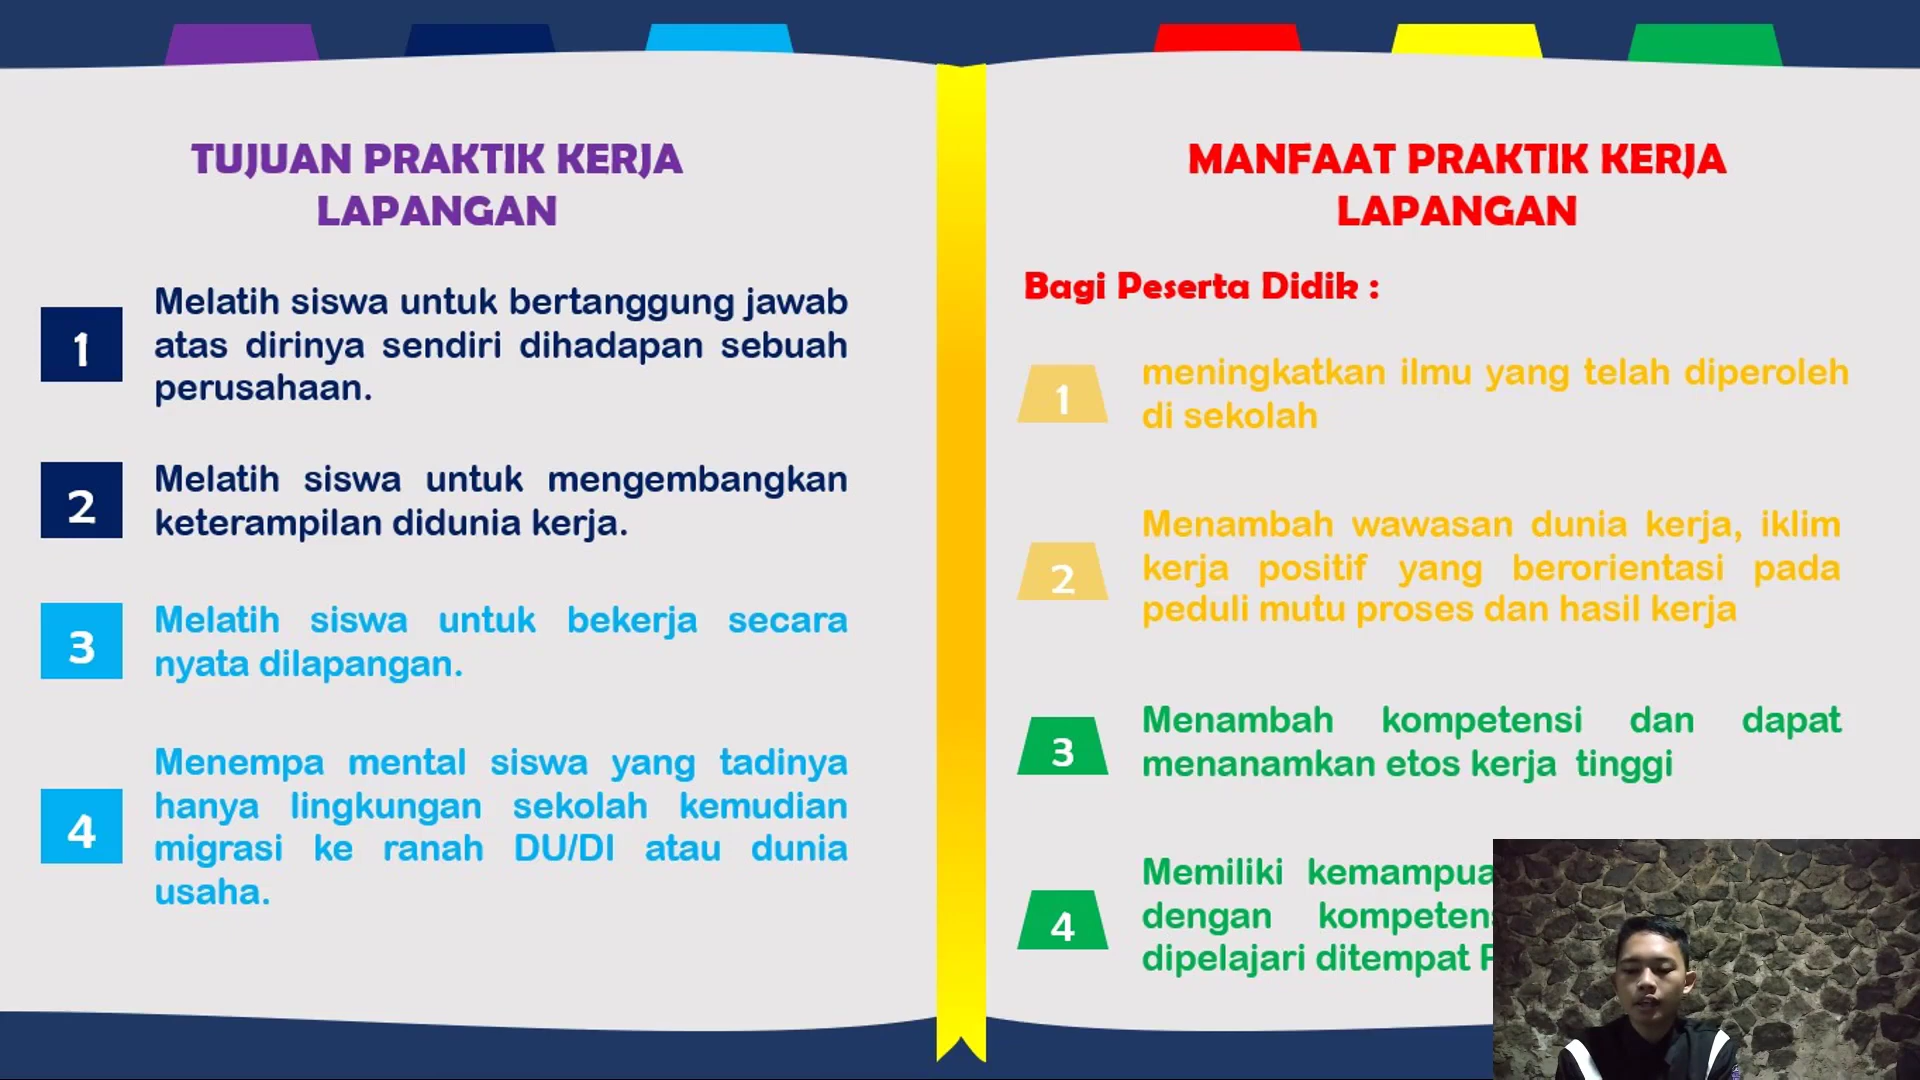 TUJUAN PRAKTIK KERJA
LAPANGAN
1
Melatih siswa untuk bertanggung jawab
atas dirinya sendiri dihadapan sebuah
perusahaan.
2
Melatih siswa untuk mengembangkan
keterampilan didunia kerja.
3
Melatih siswa untuk bekerja secara
nyata dilapangan.
4
Menempa mental siswa yang tadinya
hanya lingkungan sekolah kemudian
migrasi ke ranah DU/DI atau dunia
usaha.
MANFAAT PRAKTIK KERJA
LAPANGAN
Bagi Peserta Didik :
1
meningkatkan ilmu yang telah diperoleh
di sekolah
2
Menambah wawasan dunia kerja, iklim
kerja positif yang berorientasi pada
peduli mutu proses dan hasil kerja
3
Menambah kompetensi dan dapat
menanamkan etos kerja tinggi
4
Memiliki
dengan
dipelajari ditempat